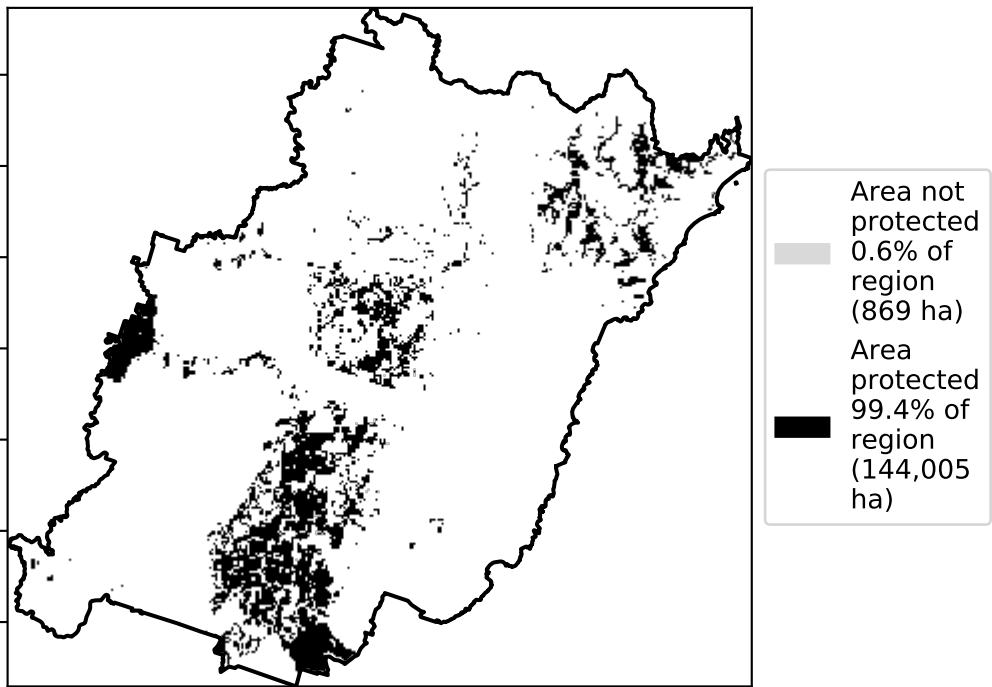 Area not
protected
0.6% of
region
(869 ha)
Area
protected
99.4% of
region
(144,005
ha)